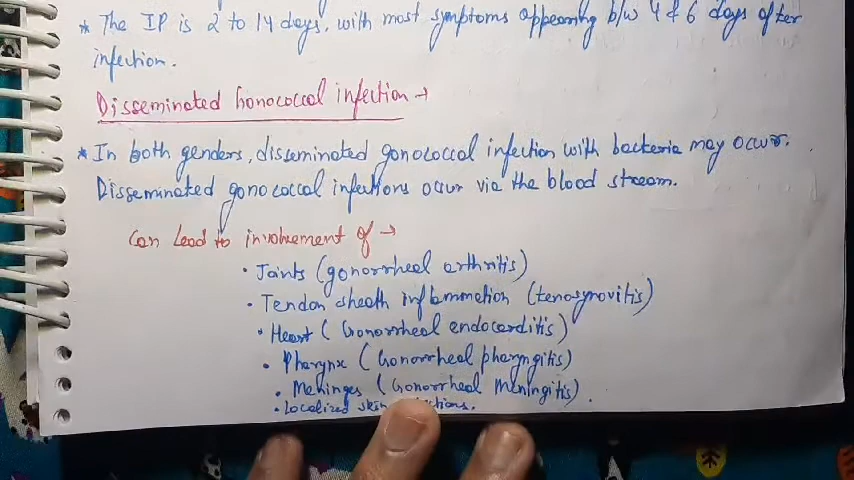 * The IP is 2 to 14 days, with most symptoms appearing b/w 4 & 6 days after
infection.
Disseminated Gonococcal infection →
* In both genders, disseminated gonococcal infection with bacteria may occur.
Disseminated gonococcal infections occur via the blood stream.
Can Lead to involvement of →
• Joints (gonorrheal arthritis)
• Tendon sheath inflammation (tenosynovitis)
• Heart (Gonorrheal endocarditis)
• Pharynx (Gonorrheal pharyngitis)
• Meninges (Gonorrheal Meningitis).
• Localized skin